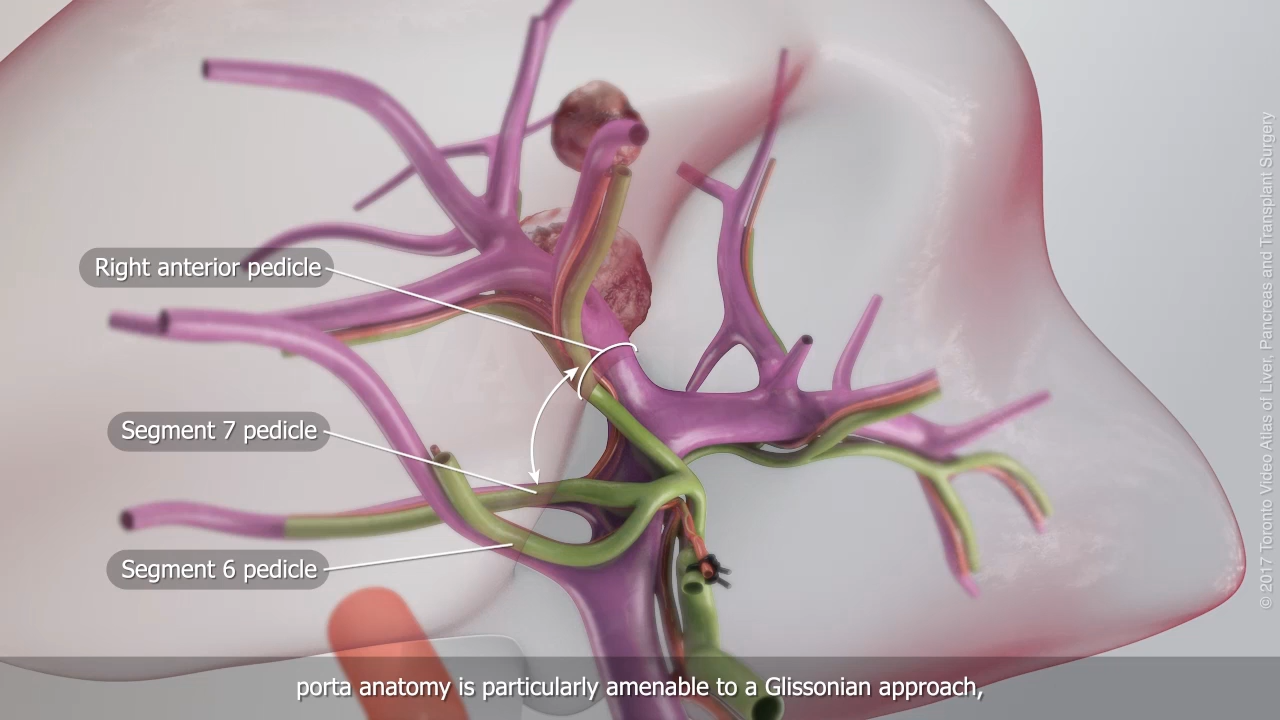 Right anterior pedicle
Segment 7 pedicle
Segment 6 pedicle
porta anatomy is particularly amenable to a Glissonian approach,
© 2017 Toronto Video Atlas of Liver, Pancreas and Transplant Surgery